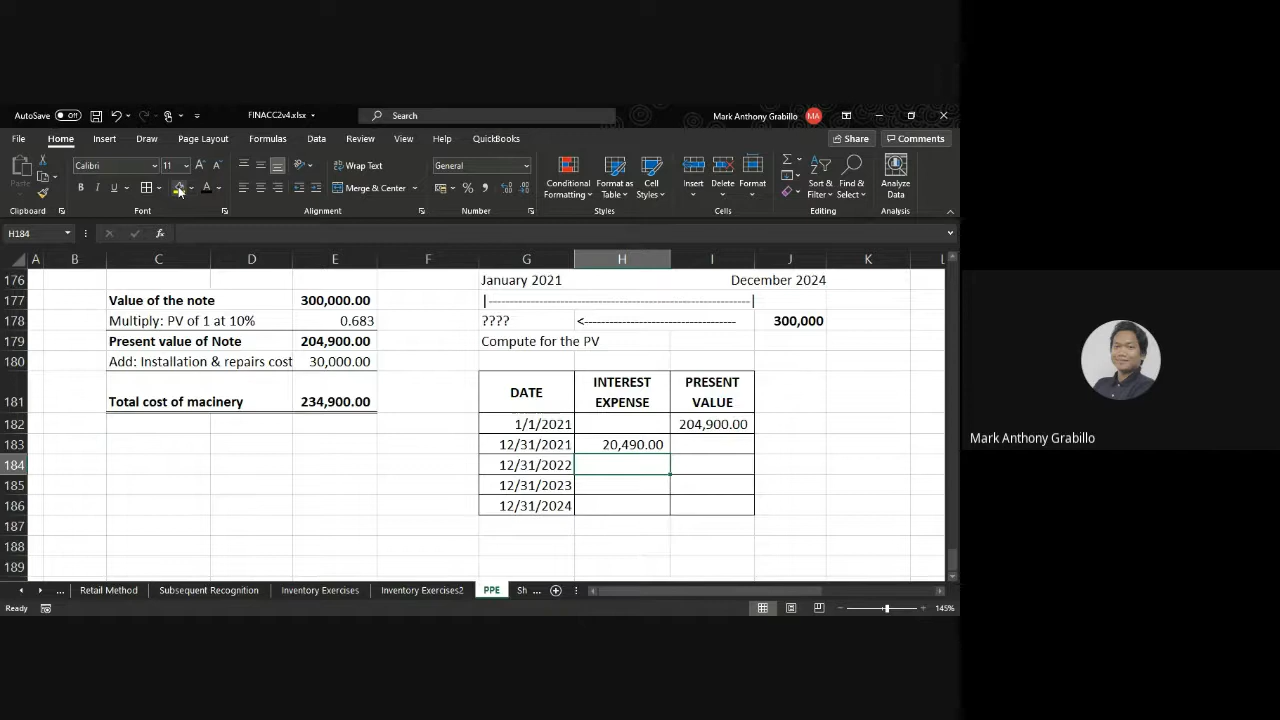 AutoSave Off FINACC2v4.xlsx Search Mark Anthony Grabillo MA
File Home Insert Draw Page Layout Formulas Data Review View Help QuickBooks Share Comments
Calibri 11 Wrap Text General
Paste B I U A Merge & Center % Conditional Formatting Format as Table Cell Styles Insert Delete Format Sort & Filter Find & Select Analyze Data
Clipboard Font Alignment Number Styles Cells Editing Analysis
H184 fx
A B C D E F G H I J K L
176 January 2021 December 2024
177 Value of the note 300,000.00 |---------------------------------------------------------------|
178 Multiply: PV of 1 at 10% 0.683 ???? <------------------------------------ 300,000
179 Present value of Note 204,900.00 Compute for the PV
180 Add: Installation & repairs cost 30,000.00
181 Total cost of macinery 234,900.00 DATE INTEREST EXPENSE PRESENT VALUE
182 1/1/2021 204,900.00
183 12/31/2021 20,490.00
184 12/31/2022
185 12/31/2023
186 12/31/2024
187
188
189
... Retail Method Subsequent Recognition Inventory Exercises Inventory Exercises2 PPE Sh ...
Ready 145%
Mark Anthony Grabillo